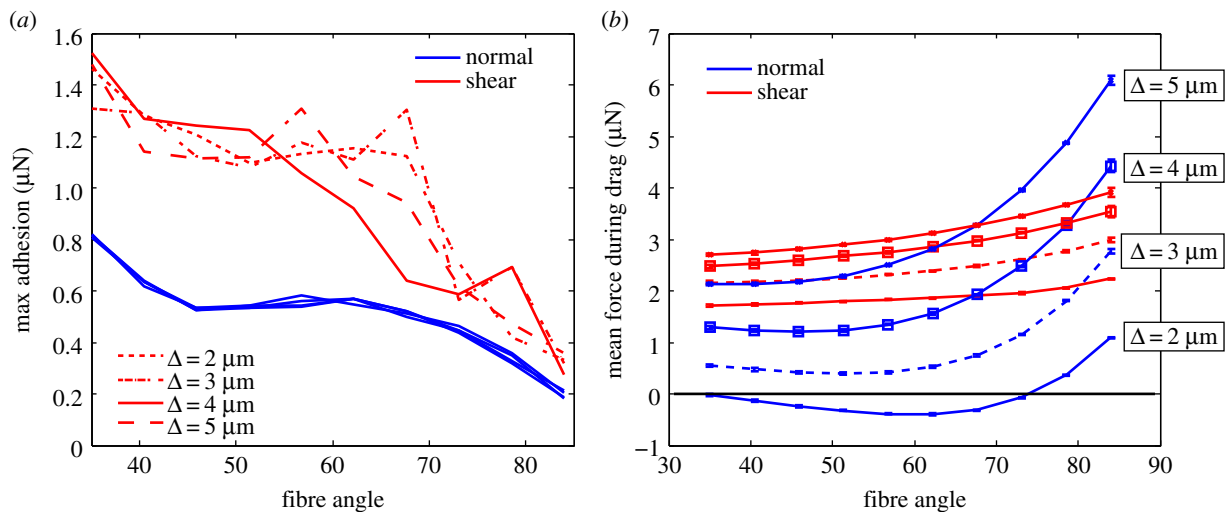 (a)
1.6
1.4
1.2
1.0
0.8
0.6
0.4
0.2
0
max adhesion (μN)
normal
shear
Δ = 2 μm
Δ = 3 μm
Δ = 4 μm
Δ = 5 μm
40
50
60
70
80
fibre angle
(b)
7
6
5
4
3
2
1
0
−1
mean force during drag (μN)
normal
shear
Δ = 5 μm
Δ = 4 μm
Δ = 3 μm
Δ = 2 μm
30
40
50
60
70
80
90
fibre angle